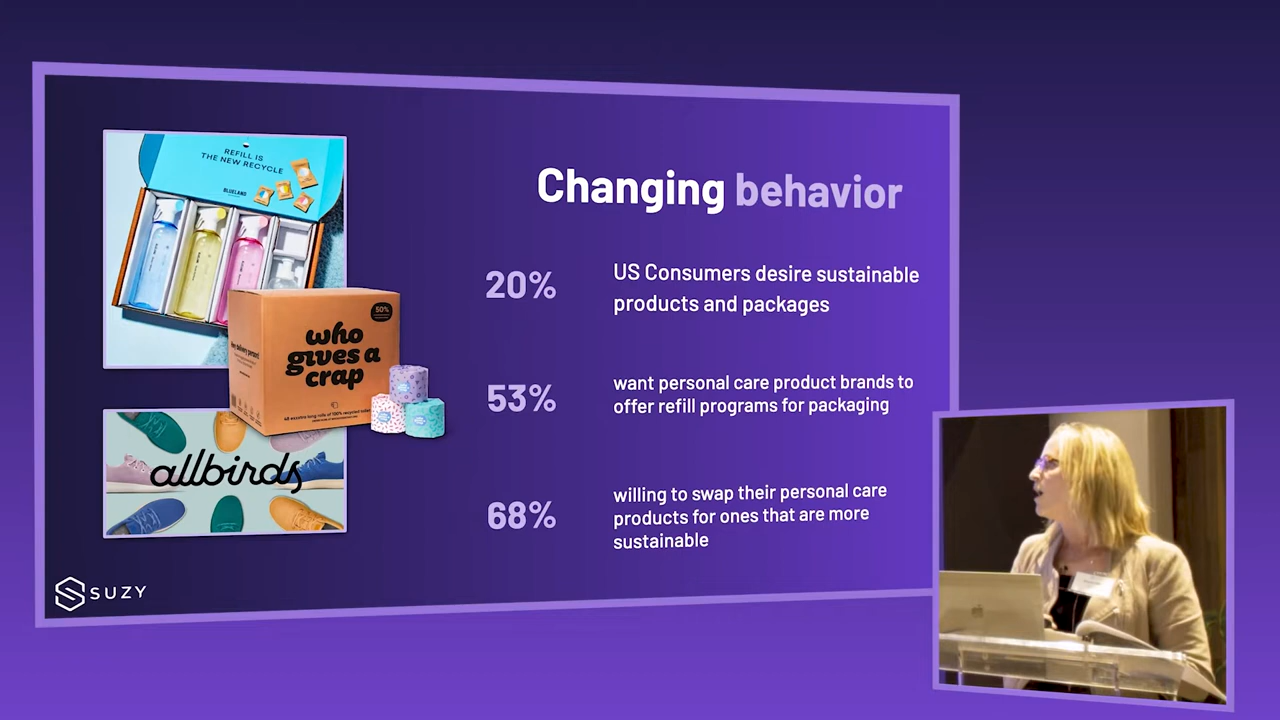 Changing behavior
20%
US Consumers desire sustainable
products and packages
53%
want personal care product brands to
offer refill programs for packaging
68%
willing to swap their personal care
products for ones that are more
sustainable
REFILL IS
THE NEW RECYCLE
BLUELAND
50%
who
gives a
crap
allbirds
SUZY